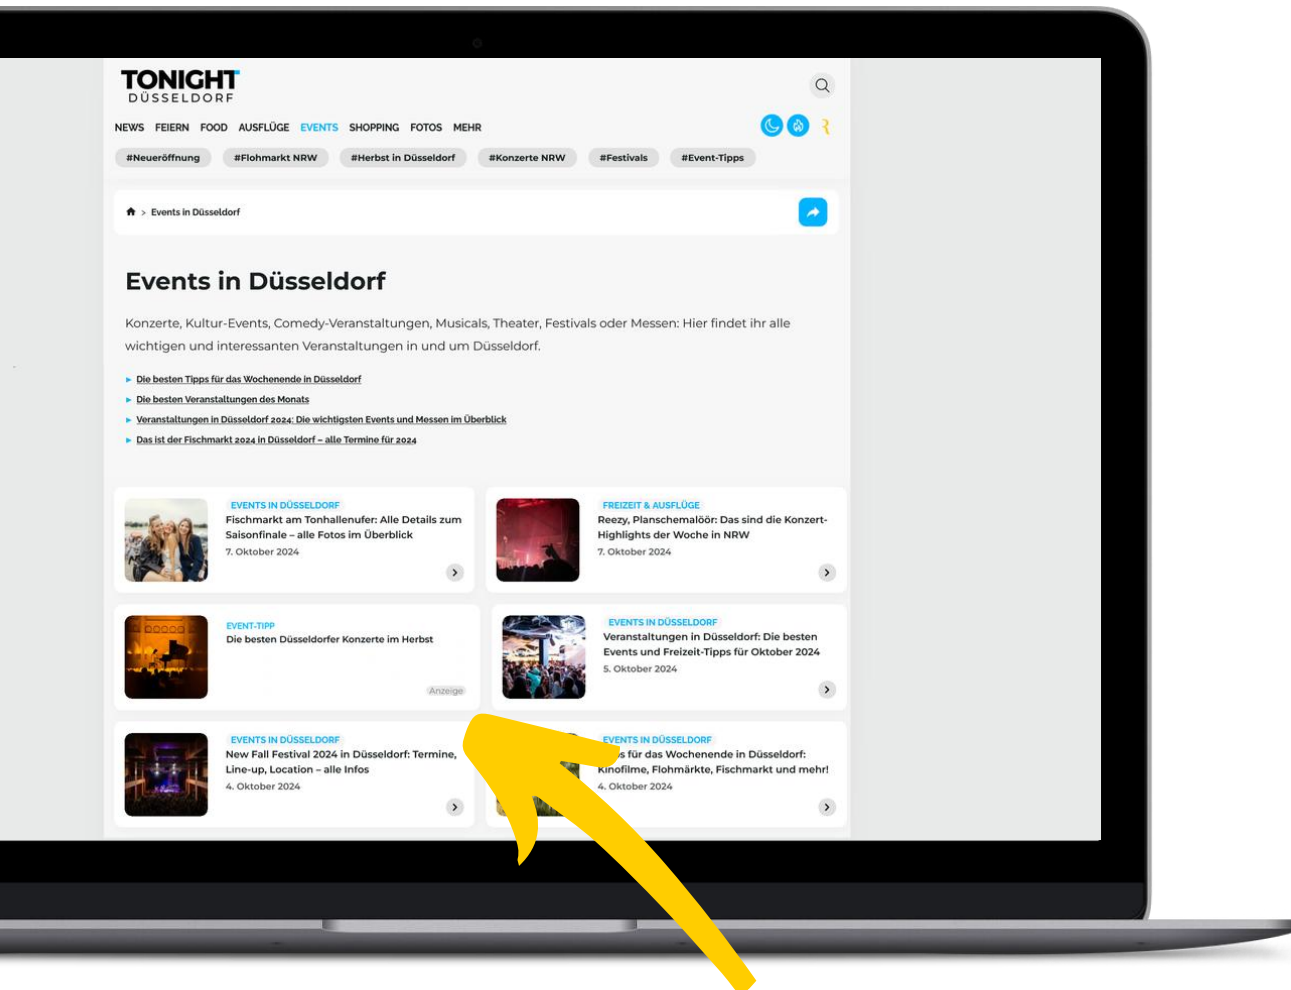 TONIGHT
DÜSSELDORF
NEWS FEIERN FOOD AUSFLÜGE EVENTS SHOPPING FOTOS MEHR
#Neueröffnung #Flohmarkt NRW #Herbst in Düsseldorf #Konzerte NRW #Festivals #Event-Tipps
> Events in Düsseldorf
Events in Düsseldorf
Konzerte, Kultur-Events, Comedy-Veranstaltungen, Musicals, Theater, Festivals oder Messen: Hier findet ihr alle
wichtigen und interessanten Veranstaltungen in und um Düsseldorf.
Die besten Tipps für das Wochenende in Düsseldorf
Die besten Veranstaltungen des Monats
Veranstaltungen in Düsseldorf 2024: Die wichtigsten Events und Messen im Überblick
Das ist der Fischmarkt 2024 in Düsseldorf – alle Termine für 2024
EVENTS IN DÜSSELDORF
Fischmarkt am Tonhallenufer: Alle Details zum
Saisonfinale – alle Fotos im Überblick
7. Oktober 2024
FREIZEIT & AUSFLÜGE
Reezy, Planschemalöör: Das sind die Konzert-
Highlights der Woche in NRW
7. Oktober 2024
EVENT-TIPP
Die besten Düsseldorfer Konzerte im Herbst
Anzeige
EVENTS IN DÜSSELDORF
Veranstaltungen in Düsseldorf: Die besten
Events und Freizeit-Tipps für Oktober 2024
5. Oktober 2024
EVENTS IN DÜSSELDORF
New Fall Festival 2024 in Düsseldorf: Termine,
Line-up, Location – alle Infos
4. Oktober 2024
EVENTS IN DÜSSELDORF
für das Wochenende in Düsseldorf:
Kinofilme, Flohmärkte, Fischmarkt und mehr!
4. Oktober 2024